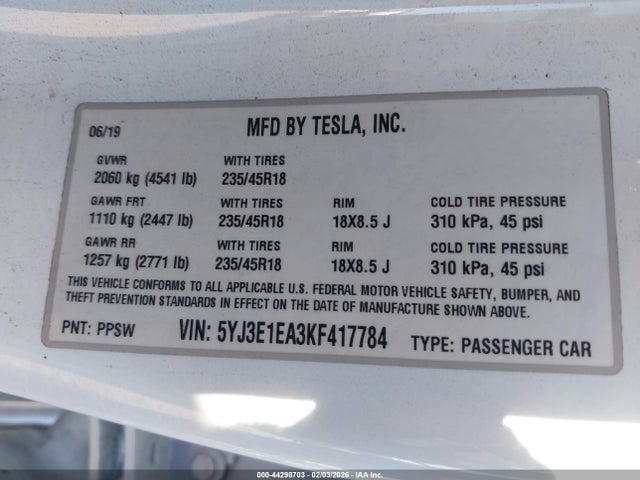 06/19 MFD BY TESLA, INC.
GVWR WITH TIRES
2060 kg (4541 lb) 235/45R18
GAWR FRT WITH TIRES RIM COLD TIRE PRESSURE
1110 kg (2447 lb) 235/45R18 18X8.5 J 310 kPa, 45 psi
GAWR RR WITH TIRES RIM COLD TIRE PRESSURE
1257 kg (2771 lb) 235/45R18 18X8.5 J 310 kPa, 45 psi
THIS VEHICLE CONFORMS TO ALL APPLICABLE U.S. FEDERAL MOTOR VEHICLE SAFETY, BUMPER, AND
THEFT PREVENTION STANDARDS IN EFFECT ON THE DATE OF MANUFACTURE SHOWN ABOVE.
PNT: PPSW VIN: 5YJ3E1EA3KF417784 TYPE: PASSENGER CAR
000-44298703 - 02/03/2026 - IAA Inc.